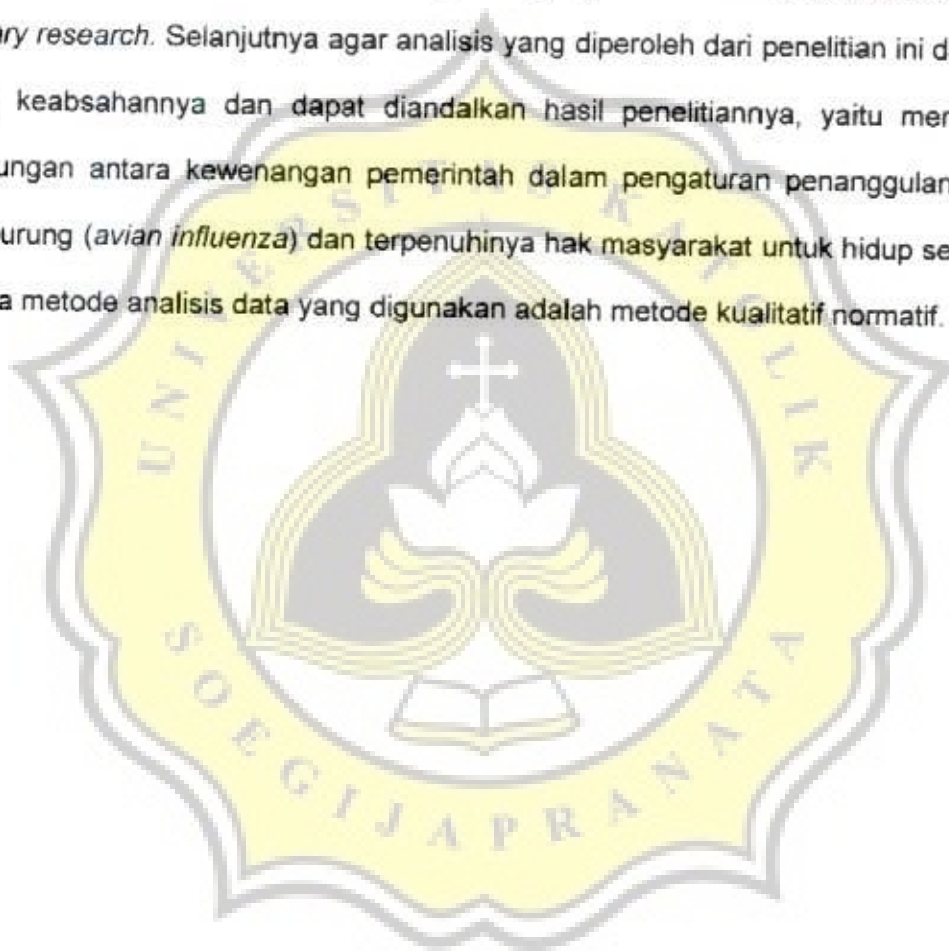 ary research. Selanjutnya agar analisis yang diperoleh dari penelitian ini d
keabsahannya dan dapat diandalkan hasil penelitiannya, yaitu mer
ungan antara kewenangan pemerintah dalam pengaturan penanggulan
urung (avian influenza) dan terpenuhinya hak masyarakat untuk hidup se
a metode analisis data yang digunakan adalah metode kualitatif normatif.
UNIVERSITAS KATOLIK
SOEGIJAPRANATA